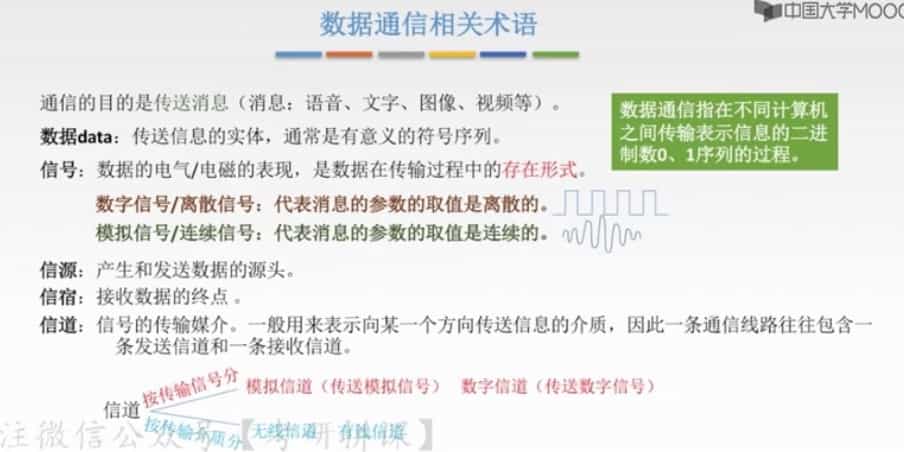 中国大学MOOC
数据通信相关术语
通信的目的是传送消息（消息：语音、文字、图像、视频等）。
数据data：传送信息的实体，通常是有意义的符号序列。
信号：数据的电气/电磁的表现，是数据在传输过程中的存在形式。
数据通信指在不同计算机
之间传输表示信息的二进
制数0、1序列的过程。
数字信号/离散信号：代表消息的参数的取值是离散的。
模拟信号/连续信号：代表消息的参数的取值是连续的。
信源：产生和发送数据的源头。
信宿：接收数据的终点 。
信道：信号的传输媒介。一般用来表示向某一个方向传送信息的介质，因此一条通信线路往往包含一
条发送信道和一条接收信道。
信道
按传输信号分
模拟信道（传送模拟信号） 数字信道（传送数字信号）
按传输介质分
无线信道 有线信道
注微信公众号【考研拼课】